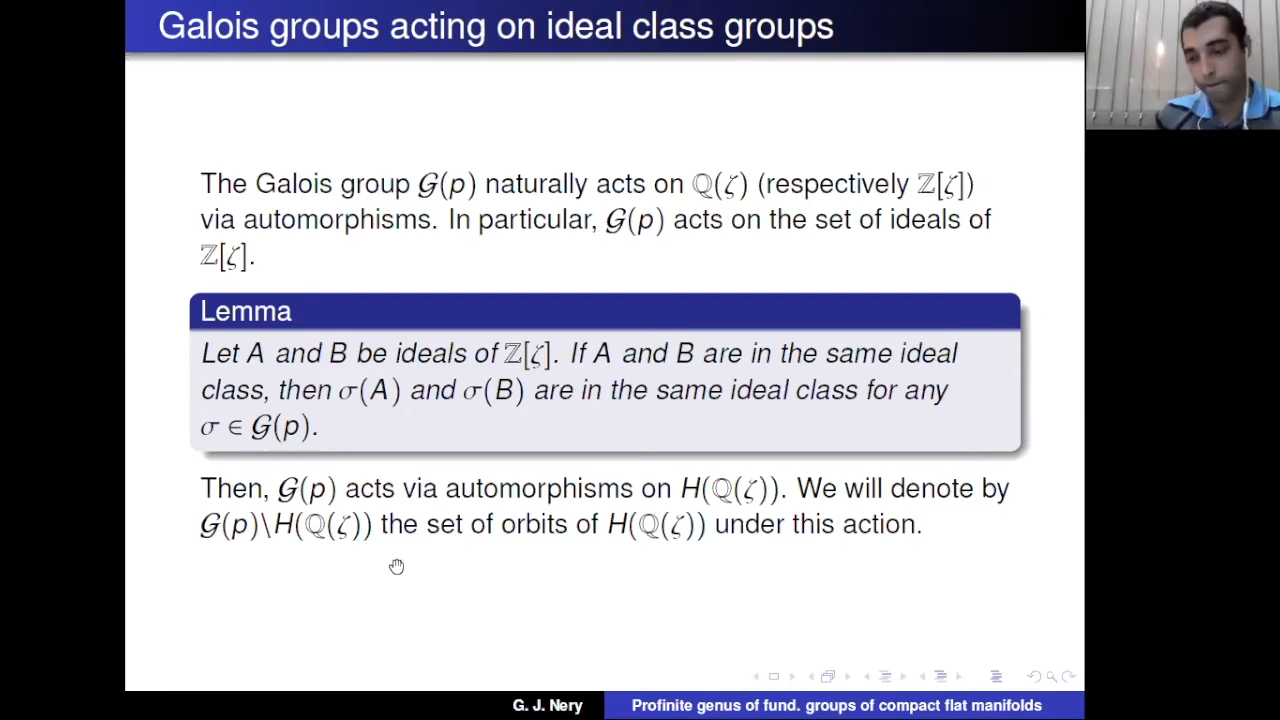 Galois groups acting on ideal class groups
The Galois group 𝒢(p) naturally acts on ℚ(ζ) (respectively ℤ[ζ])
via automorphisms. In particular, 𝒢(p) acts on the set of ideals of
ℤ[ζ].
Lemma
Let A and B be ideals of ℤ[ζ]. If A and B are in the same ideal
class, then σ(A) and σ(B) are in the same ideal class for any
σ ∈ 𝒢(p).
Then, 𝒢(p) acts via automorphisms on H(ℚ(ζ)). We will denote by
𝒢(p)\H(ℚ(ζ)) the set of orbits of H(ℚ(ζ)) under this action.
G. J. Nery Profinite genus of fund. groups of compact flat manifolds